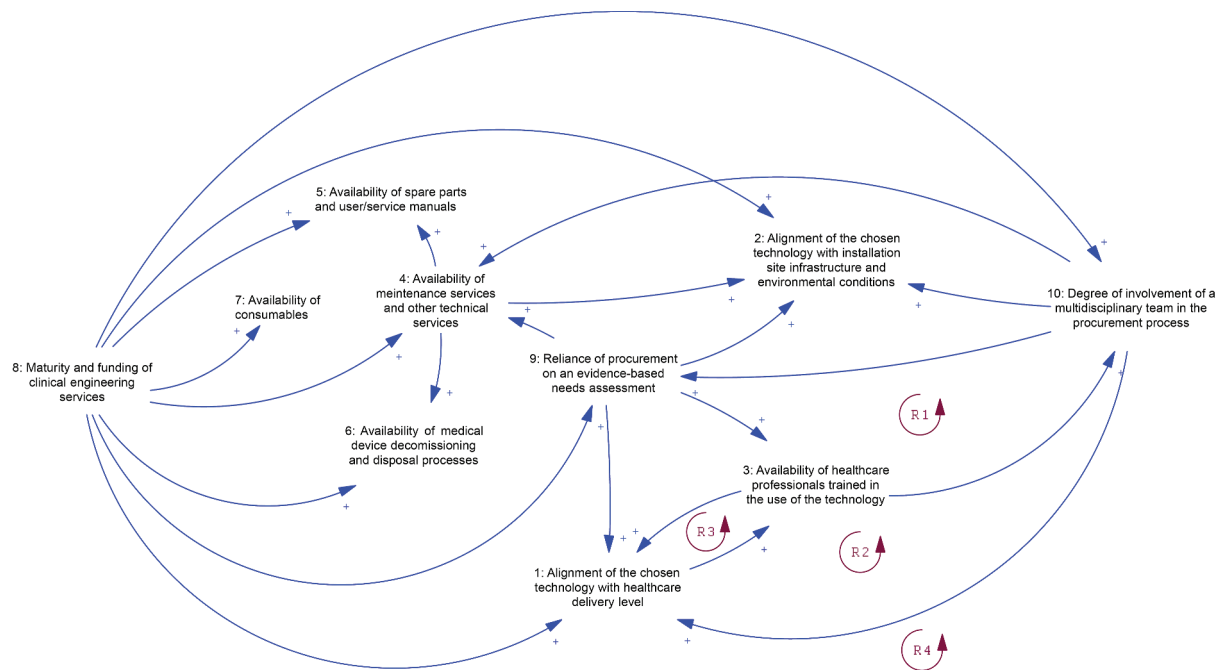 5: Availability of spare parts
and user/service manuals
2: Alignment of the chosen
technology with installation
site infrastructure and
environmental conditions
4: Availability of
meintenance services
and other technical
services
7: Availability of
consumables
10: Degree of involvement of a
multidisciplinary team in the
procurement process
8: Maturity and funding of
clinical engineering
services
9: Reliance of procurement
on an evidence-based
needs assessment
R1
6: Availability of medical
device decomissioning
and disposal processes
3: Availability of healthcare
professionals trained in
the use of the technology
R3
R2
1: Alignment of the chosen
technology with healthcare
delivery level
R4